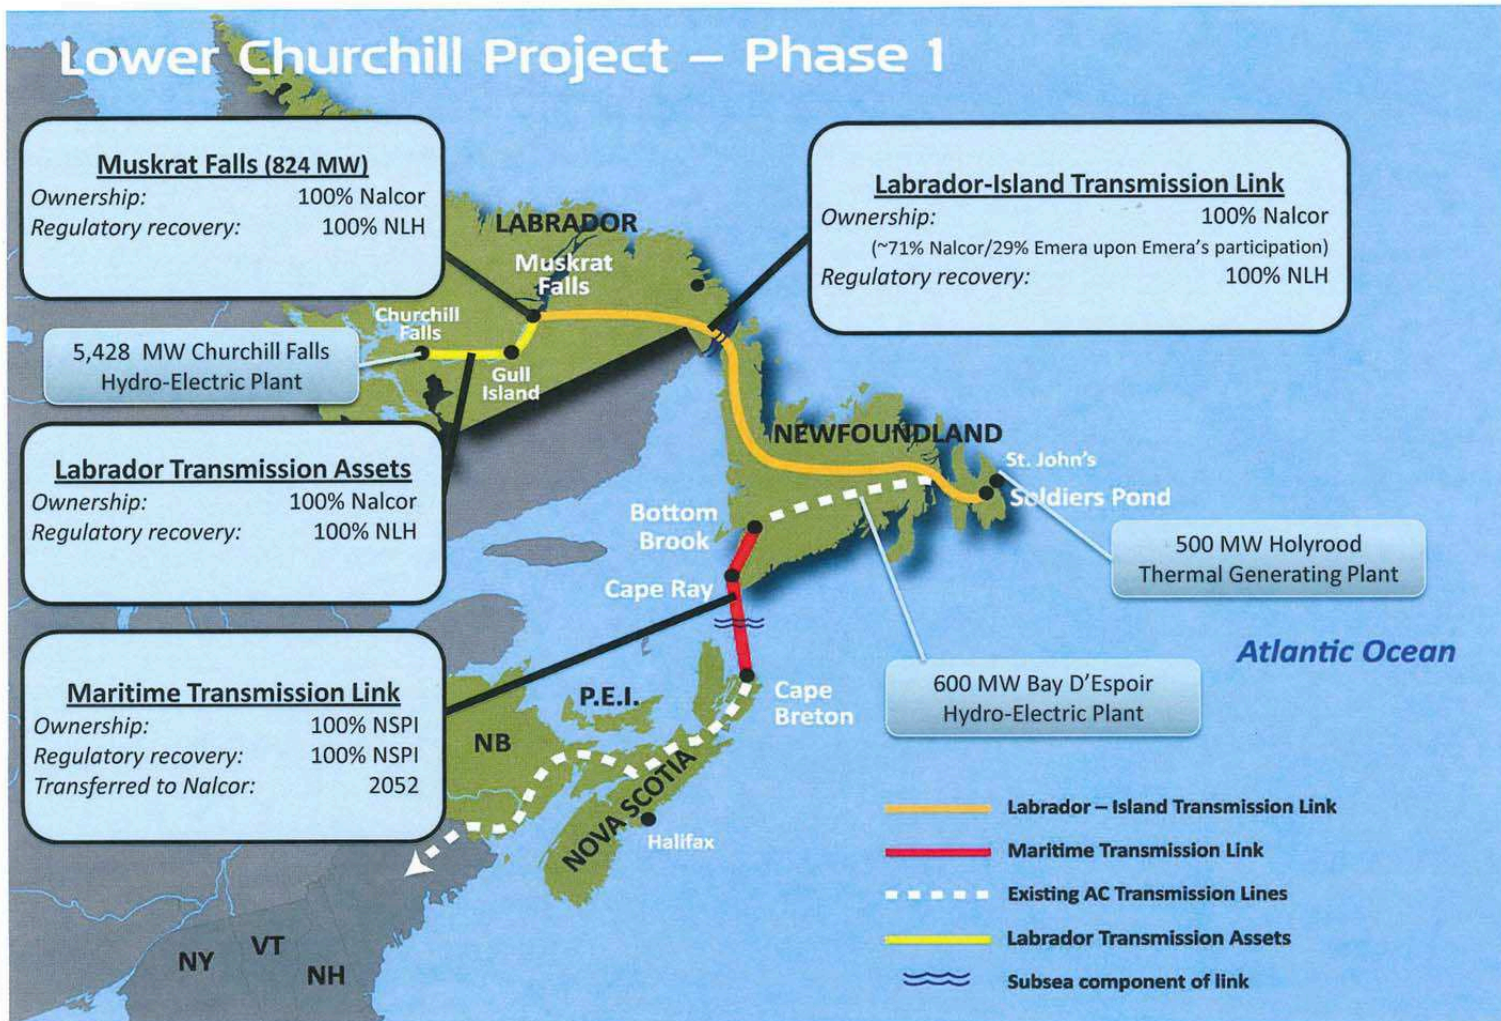 Lower Churchill Project – Phase 1
Muskrat Falls (824 MW)
Ownership: 100% Nalcor
Regulatory recovery: 100% NLH
Labrador-Island Transmission Link
Ownership: 100% Nalcor
(~71% Nalcor/29% Emera upon Emera's participation)
Regulatory recovery: 100% NLH
LABRADOR
Muskrat
Falls
Churchill
Falls
5,428 MW Churchill Falls
Hydro-Electric Plant
Gull
Island
Labrador Transmission Assets
Ownership: 100% Nalcor
Regulatory recovery: 100% NLH
NEWFOUNDLAND
St. John's
Soldiers Pond
Bottom
Brook
500 MW Holyrood
Thermal Generating Plant
Cape Ray
Atlantic Ocean
Maritime Transmission Link
Ownership: 100% NSPI
Regulatory recovery: 100% NSPI
Transferred to Nalcor: 2052
600 MW Bay D'Espoir
Hydro-Electric Plant
P.E.I.
Cape
Breton
NB
NOVA SCOTIA
Halifax
Labrador – Island Transmission Link
Maritime Transmission Link
Existing AC Transmission Lines
Labrador Transmission Assets
Subsea component of link
NY
VT
NH